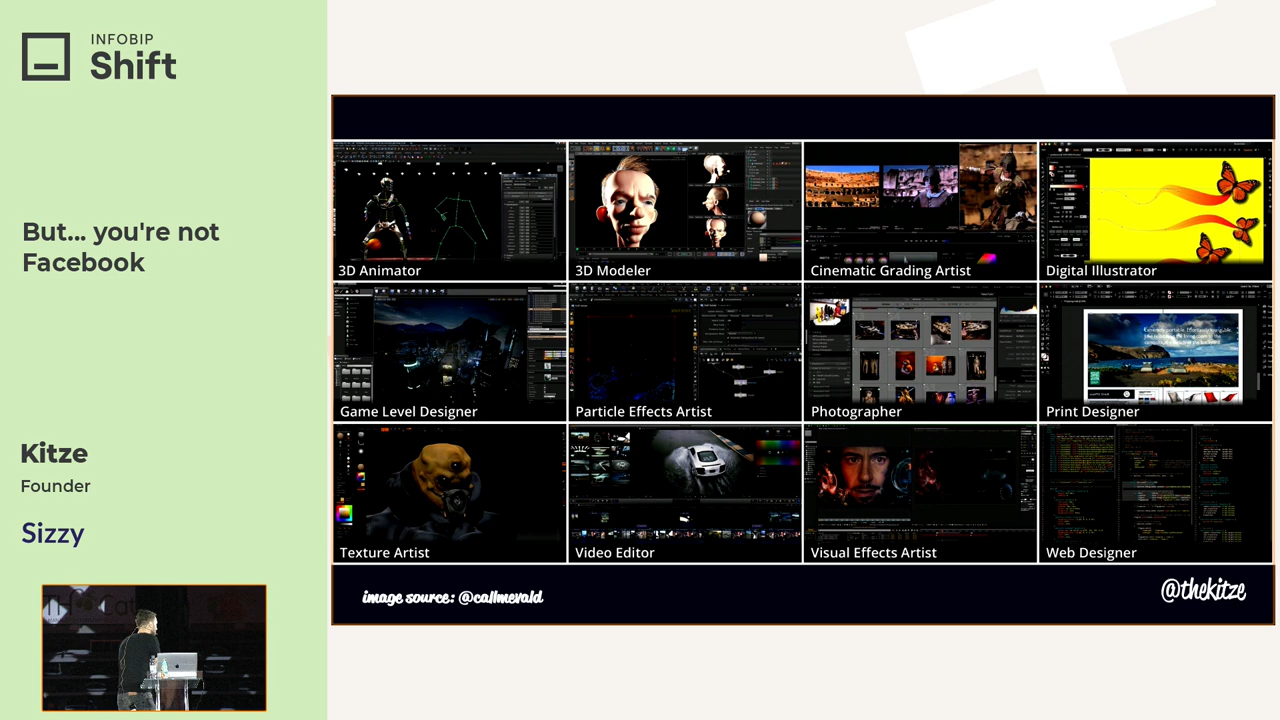 INFOBIP
Shift
But... you're not
Facebook
Kitze
Founder
Sizzy
3D Animator
3D Modeler
Cinematic Grading Artist
Digital Illustrator
Game Level Designer
Particle Effects Artist
Photographer
Print Designer
Texture Artist
Video Editor
Visual Effects Artist
Web Designer
image source: @callmevald
@thekitze